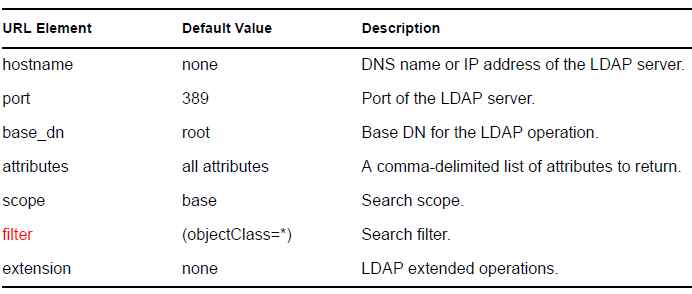 URL Element Default Value Description
hostname none DNS name or IP address of the LDAP server.
port 389 Port of the LDAP server.
base_dn root Base DN for the LDAP operation.
attributes all attributes A comma-delimited list of attributes to return.
scope base Search scope.
filter (objectClass=*) Search filter.
extension none LDAP extended operations.